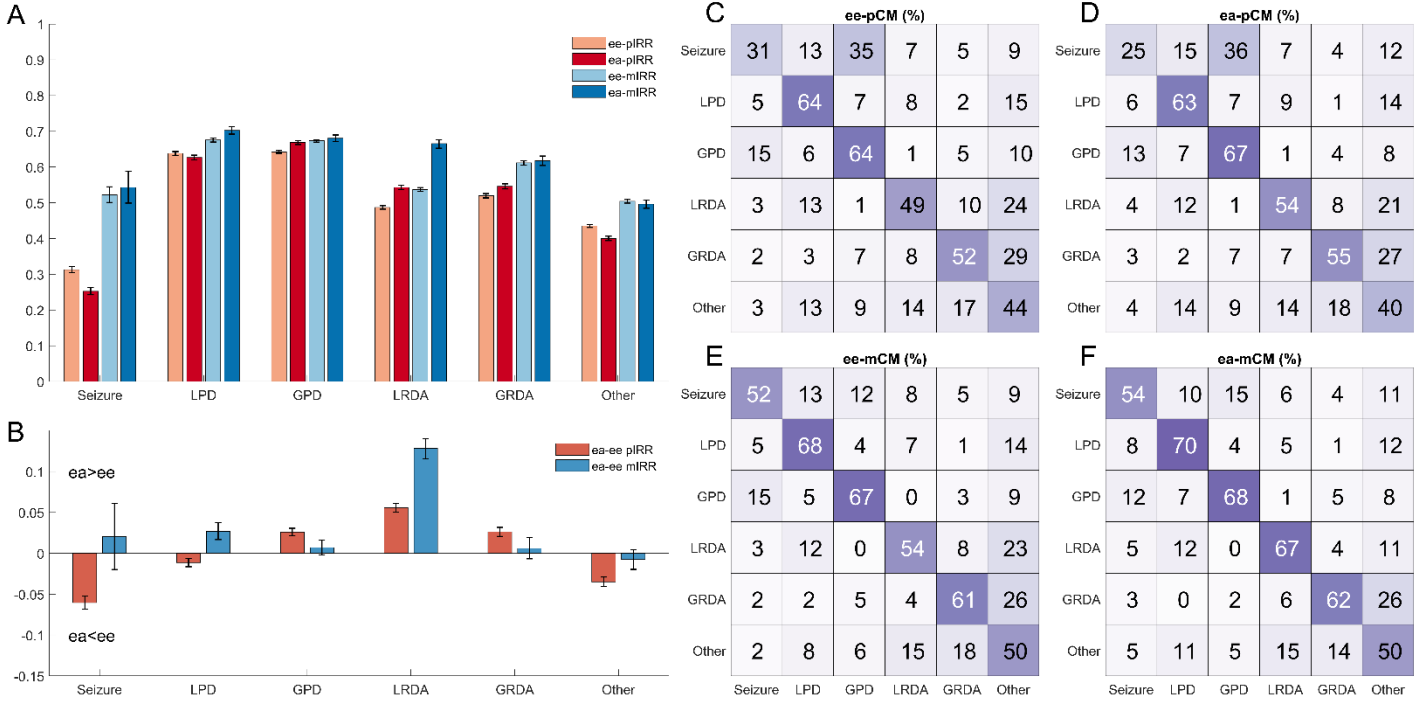 A
1
0.9
0.8
0.7
0.6
0.5
0.4
0.3
0.2
0.1
0
ee-pIRR
ea-pIRR
ee-mIRR
ea-mIRR
Seizure LPD GPD LRDA GRDA Other
B
0.1
0.05
0
-0.05
-0.1
-0.15
ea>ee
ea<ee
ea-ee pIRR
ea-ee mIRR
Seizure LPD GPD LRDA GRDA Other
C
ee-pCM (%)
Seizure 31 13 35 7 5 9
LPD 5 64 7 8 2 15
GPD 15 6 64 1 5 10
LRDA 3 13 1 49 10 24
GRDA 2 3 7 8 52 29
Other 3 13 9 14 17 44
D
ea-pCM (%)
25 15 36 7 4 12
6 63 7 9 1 14
13 7 67 1 4 8
4 12 1 54 8 21
3 2 7 7 55 27
4 14 9 14 18 40
E
ee-mCM (%)
Seizure 52 13 12 8 5 9
LPD 5 68 4 7 1 14
GPD 15 5 67 0 3 9
LRDA 3 12 0 54 8 23
GRDA 2 2 5 4 61 26
Other 2 8 6 15 18 50
Seizure LPD GPD LRDA GRDA Other
F
ea-mCM (%)
54 10 15 6 4 11
8 70 4 5 1 12
12 7 68 1 5 8
5 12 0 67 4 11
3 0 2 6 62 26
5 11 5 15 14 50
Seizure LPD GPD LRDA GRDA Other